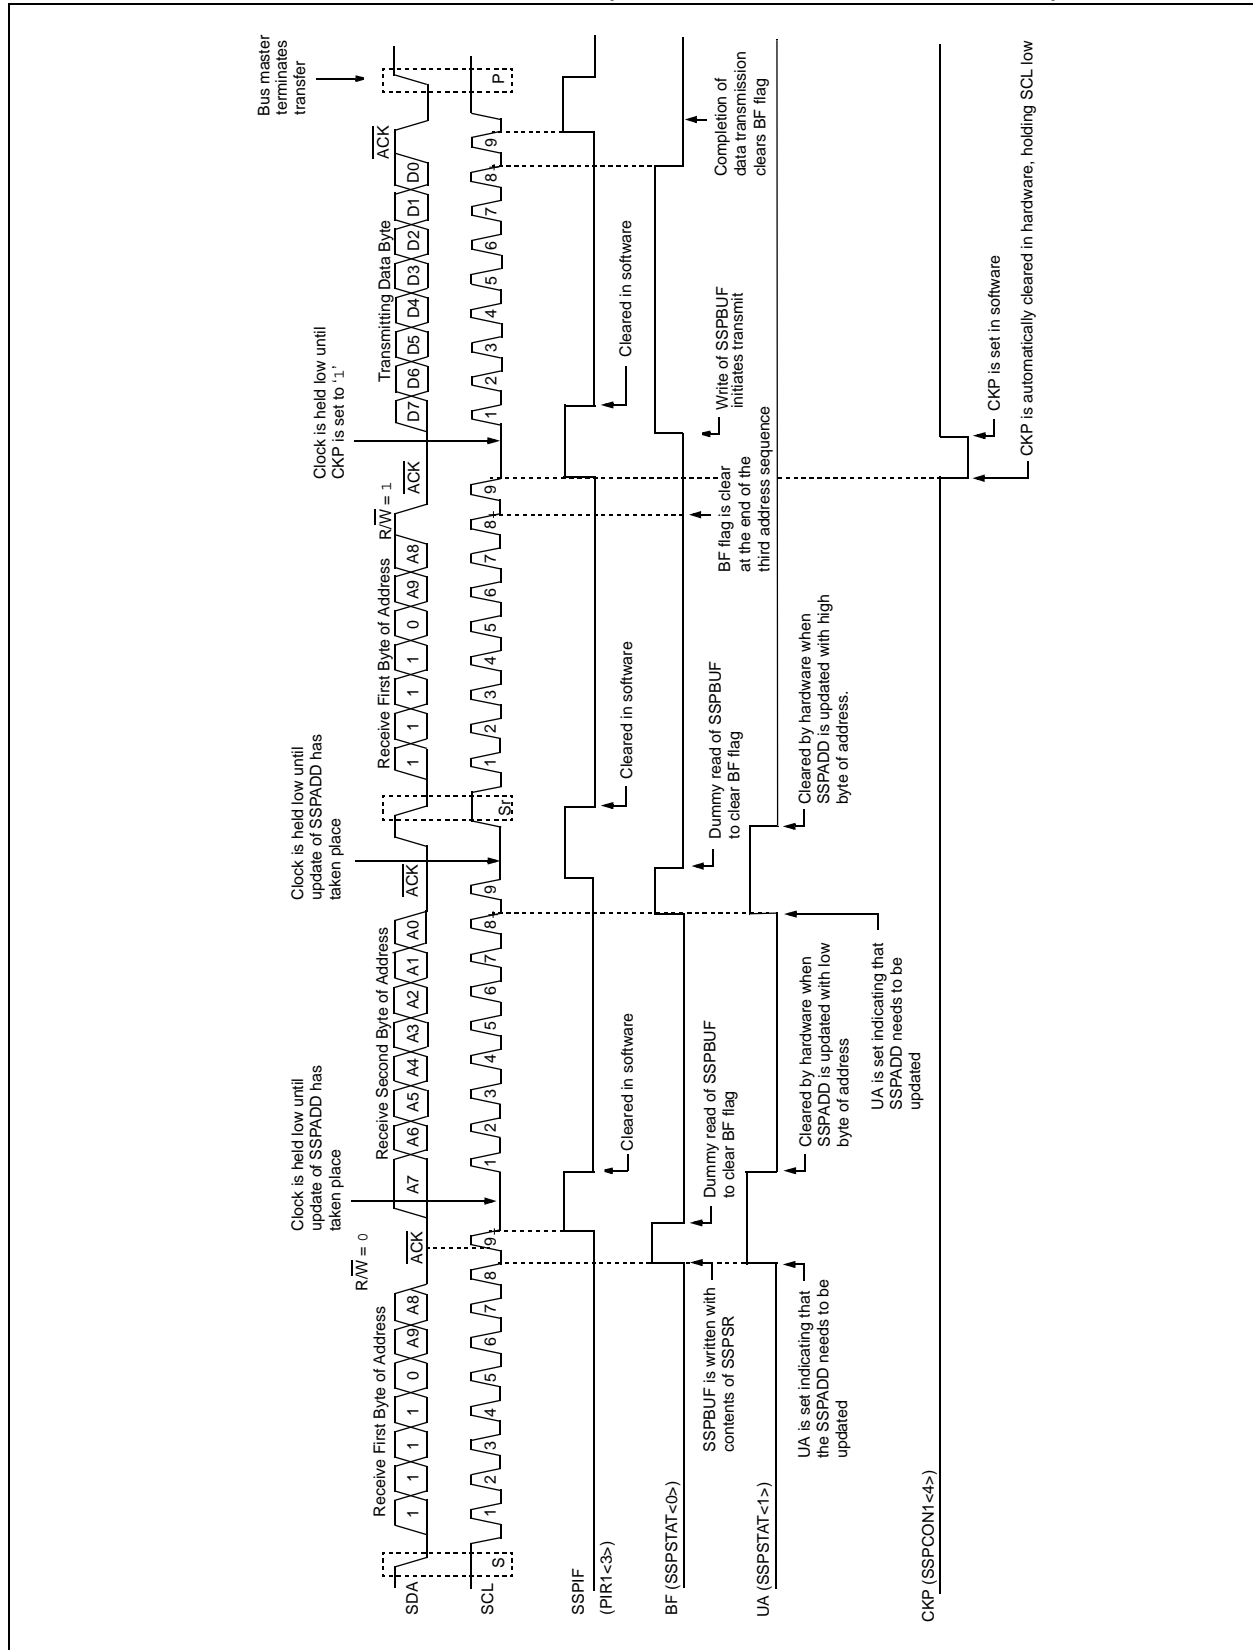 Bus master
terminates
transfer
P
ACK
D0
D1
D2
D3
D4
D5
D6
D7
Transmitting Data Byte
9
8
7
6
5
4
3
2
1
Completion of
data transmission
clears BF flag
Cleared in software
Write of SSPBUF
initiates transmit
CKP is set in software
CKP is automatically cleared in hardware, holding SCL low
Clock is held low until
CKP is set to ‘1’
ACK
R/W = 1
Receive First Byte of Address
A8
A9
0
1
1
1
1
9
8
7
6
5
4
3
2
1
BF flag is clear
at the end of the
third address sequence
Sr
Cleared in software
Dummy read of SSPBUF
to clear BF flag
Cleared by hardware when
SSPADD is updated with high
byte of address.
Clock is held low until
update of SSPADD has
taken place
ACK
Receive Second Byte of Address
A0
A1
A2
A3
A4
A5
A6
A7
9
8
7
6
5
4
3
2
1
UA is set indicating that
SSPADD needs to be
updated
Cleared in software
Dummy read of SSPBUF
to clear BF flag
Cleared by hardware when
SSPADD is updated with low
byte of address
Clock is held low until
update of SSPADD has
taken place
R/W = 0
ACK
Receive First Byte of Address
A8
A9
0
1
1
1
1
9
8
7
6
5
4
3
2
1
SSPBUF is written with
contents of SSPSR
UA is set indicating that
the SSPADD needs to be
updated
S
SDA
SCL
SSPIF
(PIR1<3>)
BF (SSPSTAT<0>)
UA (SSPSTAT<1>)
CKP (SSPCON1<4>)